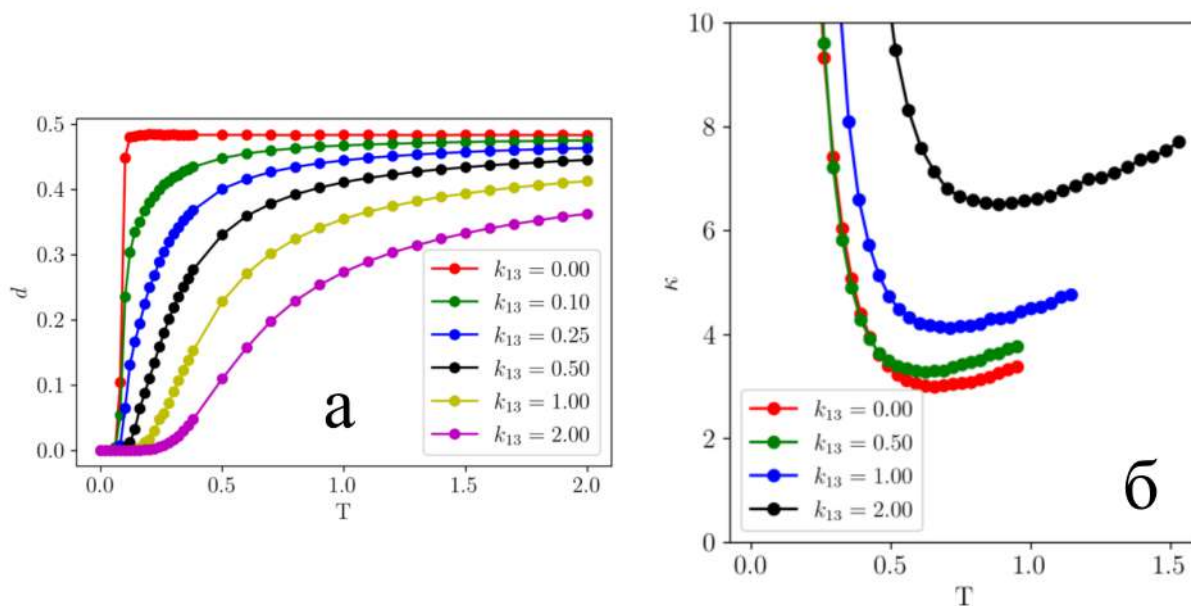 0.5
0.4
0.3
0.2
0.1
0.0
d
0.0 0.5 1.0 1.5 2.0
T
k₁₃ = 0.00
k₁₃ = 0.10
k₁₃ = 0.25
k₁₃ = 0.50
k₁₃ = 1.00
k₁₃ = 2.00
а
10
8
6
4
2
0
κ
0.0 0.5 1.0 1.5
T
k₁₃ = 0.00
k₁₃ = 0.50
k₁₃ = 1.00
k₁₃ = 2.00
б